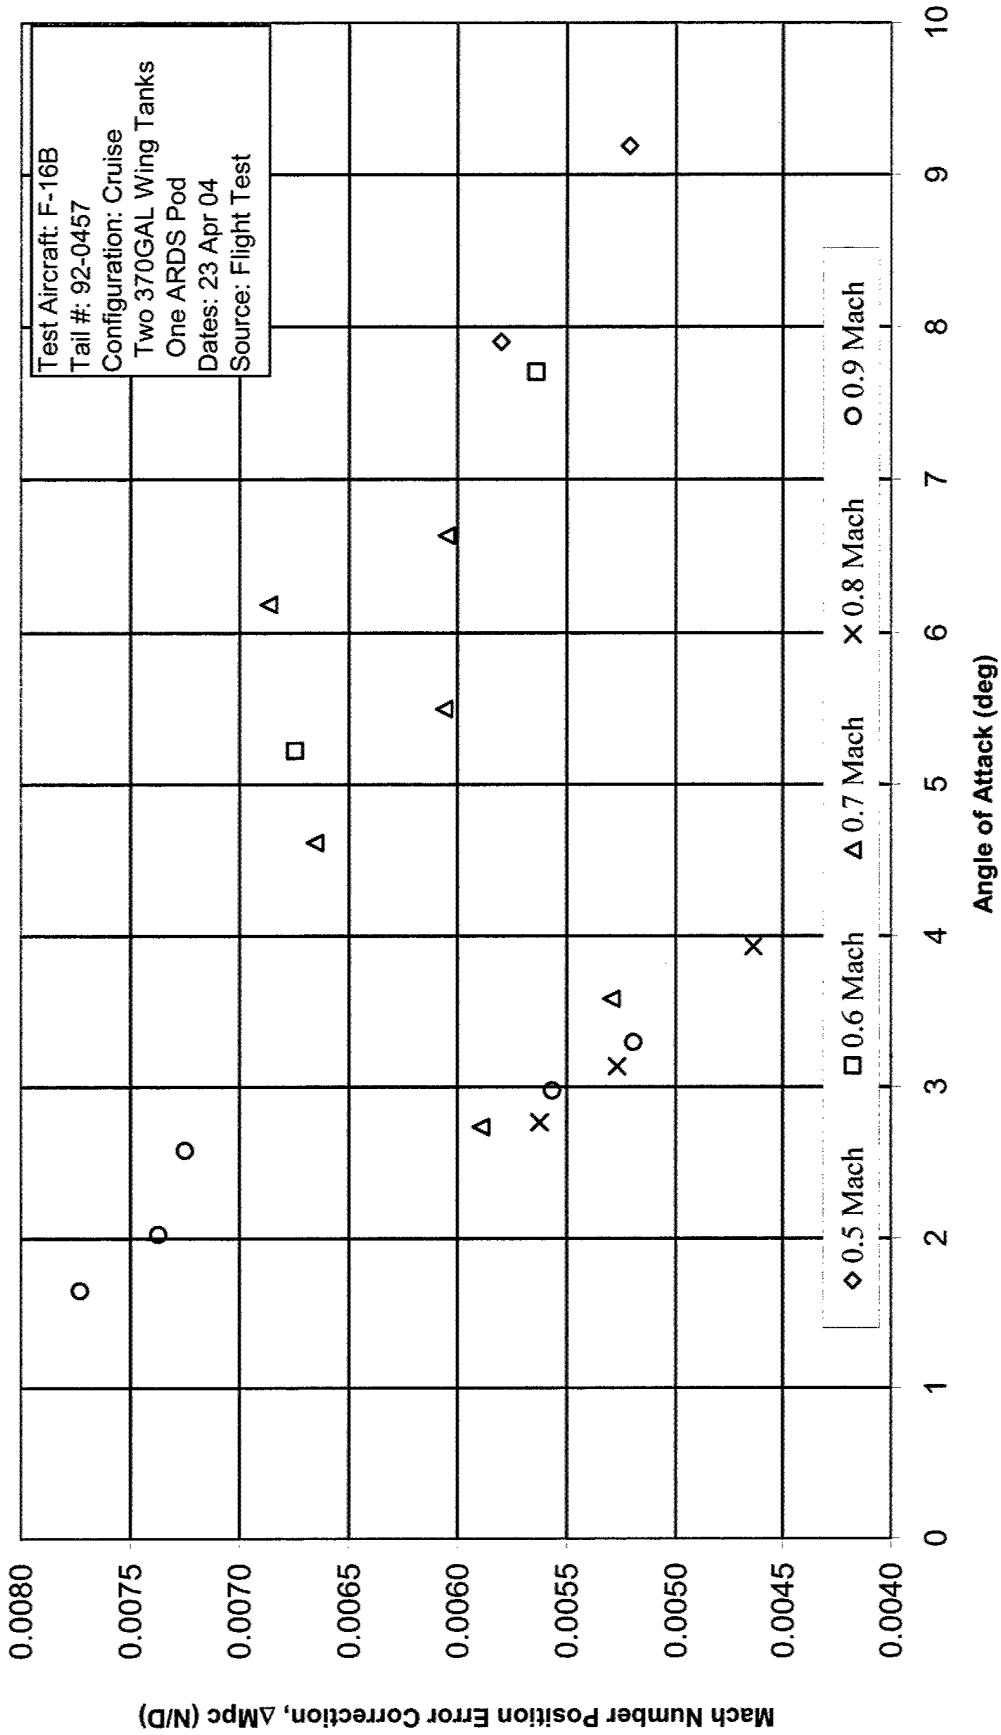 Test Aircraft: F-16B
Tail #: 92-0457
Configuration: Cruise
Two 370GAL Wing Tanks
One ARDS Pod
Dates: 23 Apr 04
Source: Flight Test
Mach Number Position Error Correction, ΔMpc (N/D)
0.0080
0.0075
0.0070
0.0065
0.0060
0.0055
0.0050
0.0045
0.0040
0.5 Mach
0.6 Mach
0.7 Mach
0.8 Mach
0.9 Mach
0 1 2 3 4 5 6 7 8 9 10
Angle of Attack (deg)